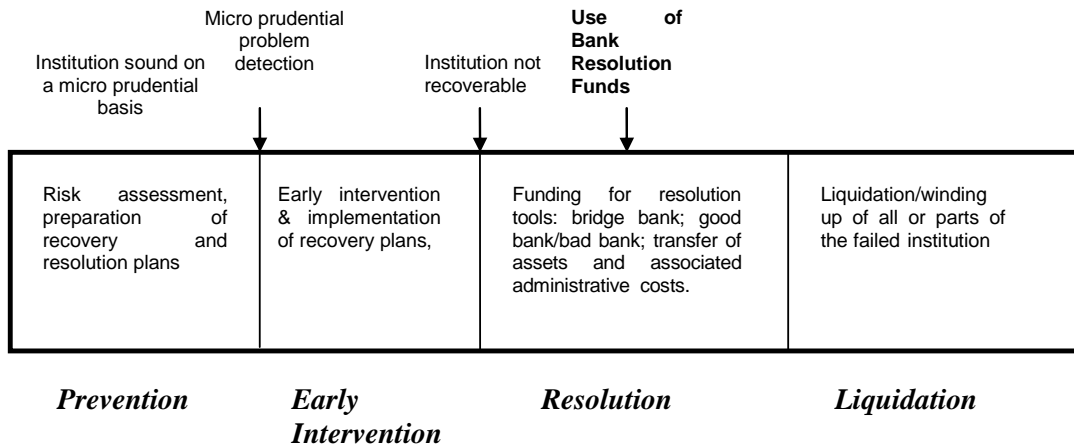 Institution sound on
a micro prudential
basis
Micro prudential
problem
detection
Institution not
recoverable
Use of
Bank
Resolution
Funds
Risk assessment,
preparation of
recovery and
resolution plans
Early intervention
& implementation
of recovery plans,
Funding for resolution
tools: bridge bank; good
bank/bad bank; transfer of
assets and associated
administrative costs.
Liquidation/winding
up of all or parts of
the failed institution
Prevention
Early
Intervention
Resolution
Liquidation